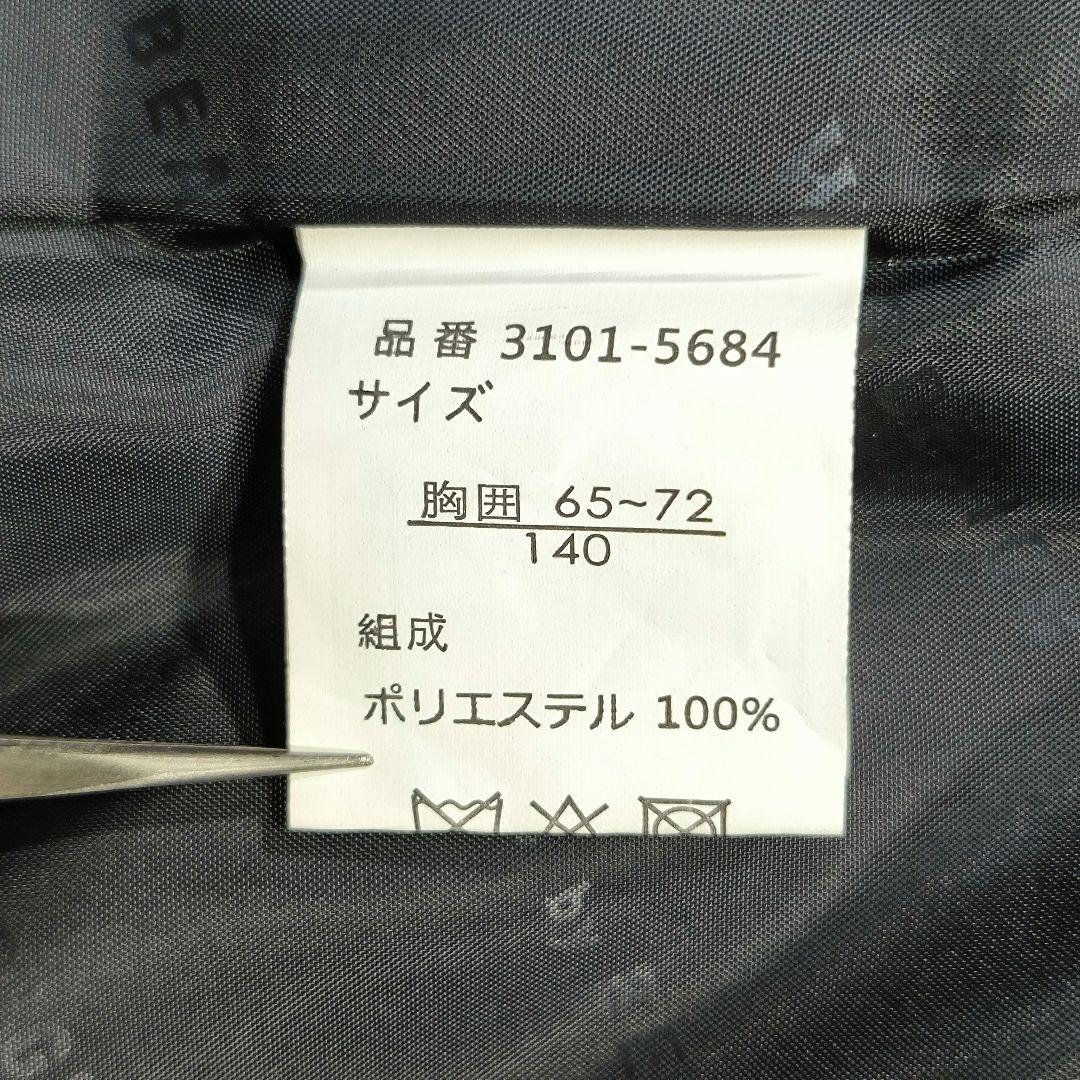 品番 3101-5684
サイズ
胸囲 65~72
140
組成
ポリエステル 100%